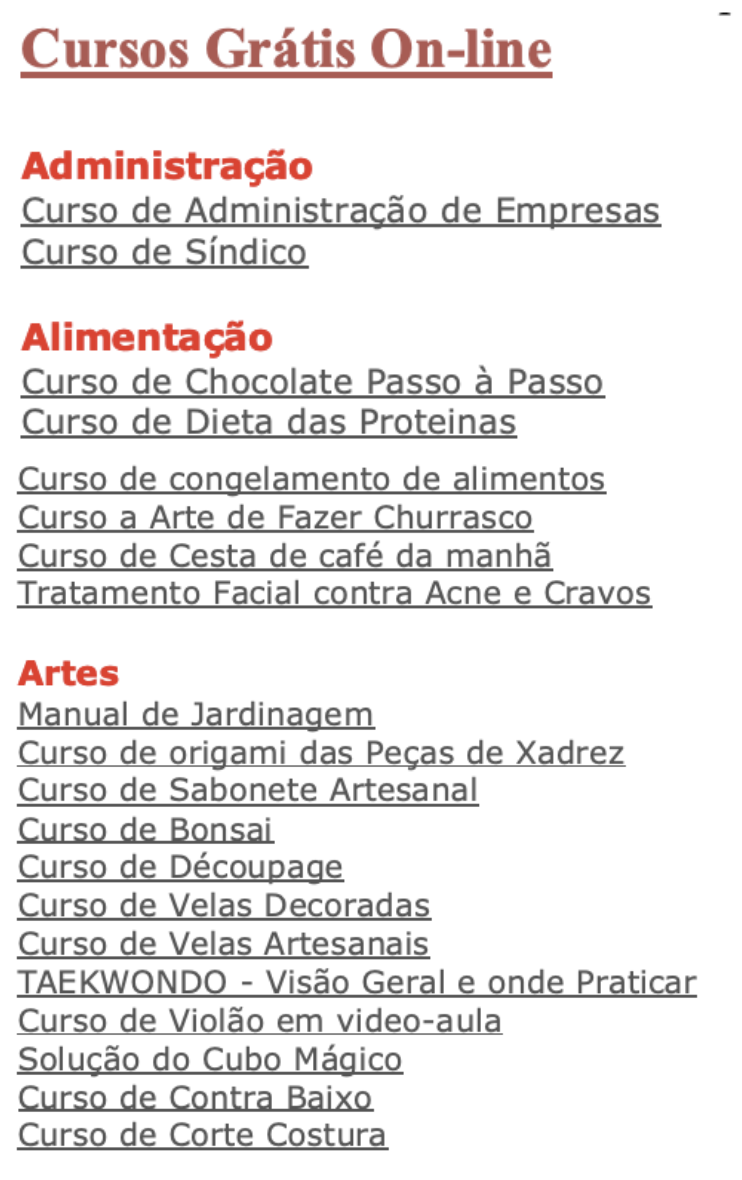 Cursos Grátis On-line
Administração
Curso de Administração de Empresas
Curso de Síndico
Alimentação
Curso de Chocolate Passo à Passo
Curso de Dieta das Proteinas
Curso de congelamento de alimentos
Curso a Arte de Fazer Churrasco
Curso de Cesta de café da manhã
Tratamento Facial contra Acne e Cravos
Artes
Manual de Jardinagem
Curso de origami das Peças de Xadrez
Curso de Sabonete Artesanal
Curso de Bonsai
Curso de Découpage
Curso de Velas Decoradas
Curso de Velas Artesanais
TAEKWONDO - Visão Geral e onde Praticar
Curso de Violão em video-aula
Solução do Cubo Mágico
Curso de Contra Baixo
Curso de Corte Costura